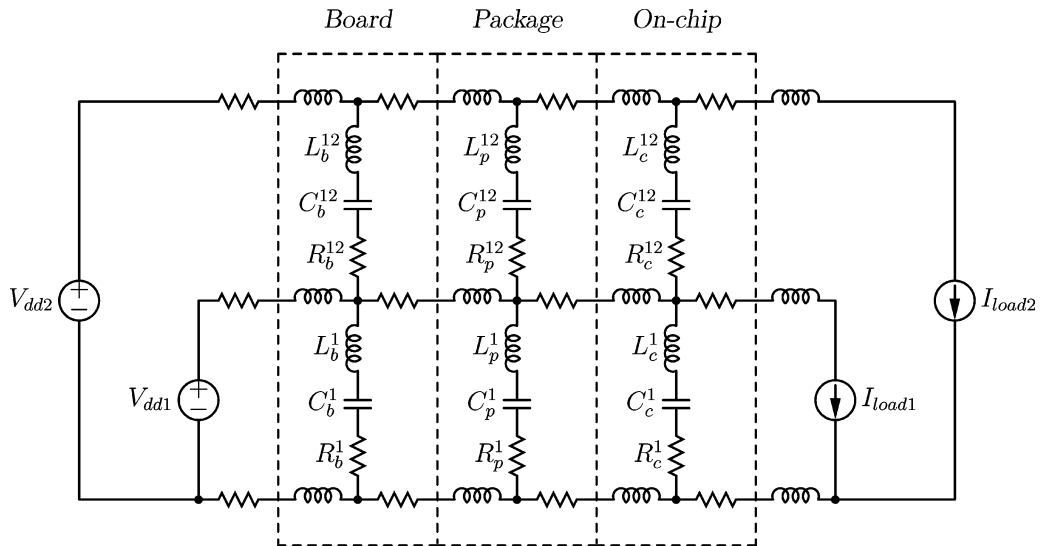 Board Package On-chip
L_b^{12} L_p^{12} L_c^{12}
C_b^{12} C_p^{12} C_c^{12}
R_b^{12} R_p^{12} R_c^{12}
V_{dd2} I_{load2}
L_b^1 L_p^1 L_c^1
V_{dd1} C_b^1 C_p^1 C_c^1 I_{load1}
R_b^1 R_p^1 R_c^1